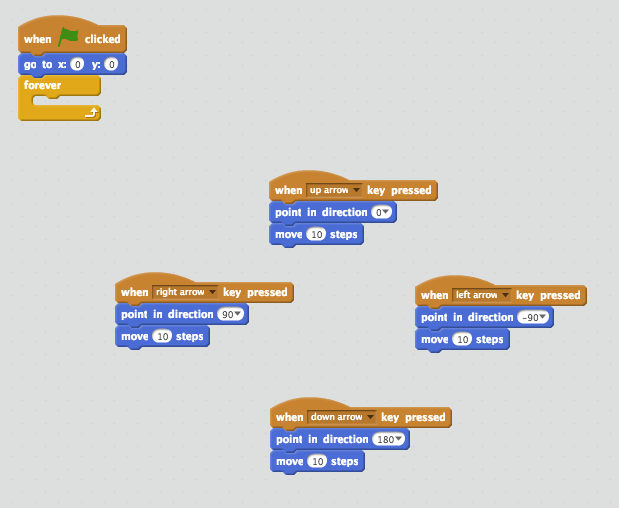 when clicked
go to x: 0 y: 0
forever
when up arrow key pressed
point in direction 0
move 10 steps
when right arrow key pressed
point in direction 90
move 10 steps
when left arrow key pressed
point in direction -90
move 10 steps
when down arrow key pressed
point in direction 180
move 10 steps